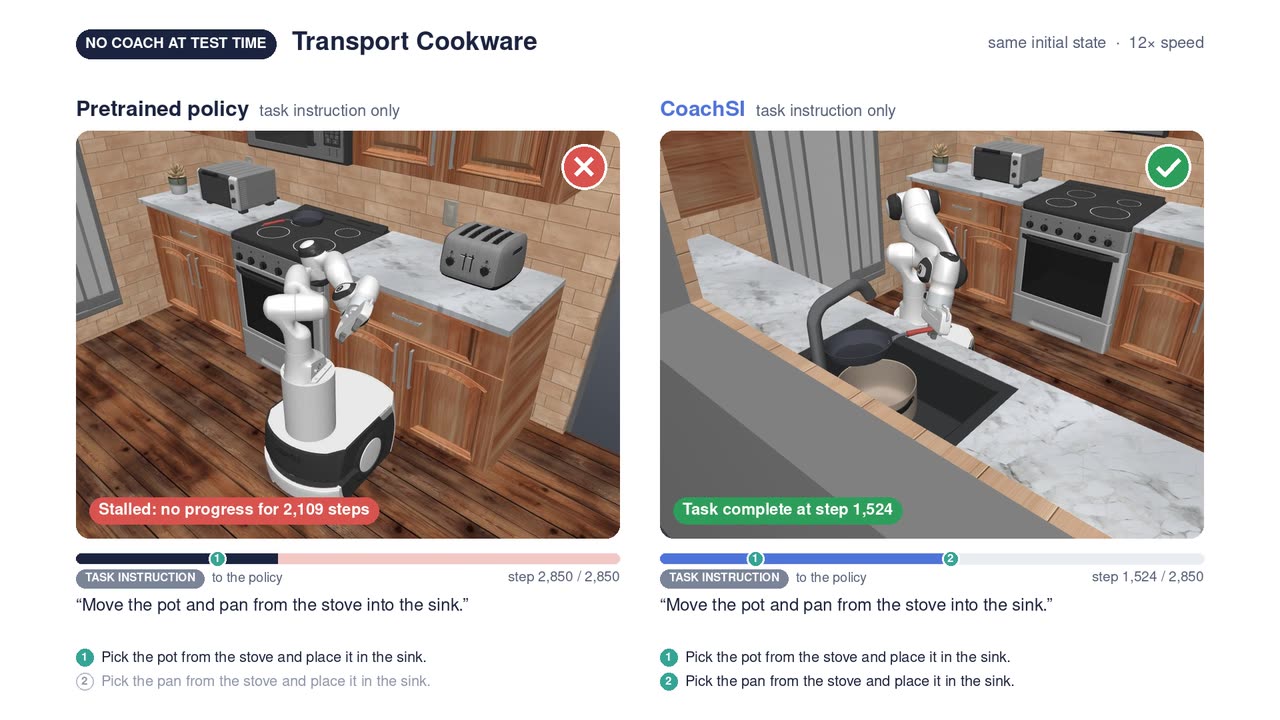 NO COACH AT TEST TIME Transport Cookware same initial state · 12× speed
Pretrained policy task instruction only
CoachSI task instruction only
Stalled: no progress for 2,109 steps
Task complete at step 1,524
1
1 2
TASK INSTRUCTION to the policy step 2,850 / 2,850
TASK INSTRUCTION to the policy step 1,524 / 2,850
“Move the pot and pan from the stove into the sink.”
“Move the pot and pan from the stove into the sink.”
1 Pick the pot from the stove and place it in the sink.
2 Pick the pan from the stove and place it in the sink.
1 Pick the pot from the stove and place it in the sink.
2 Pick the pan from the stove and place it in the sink.